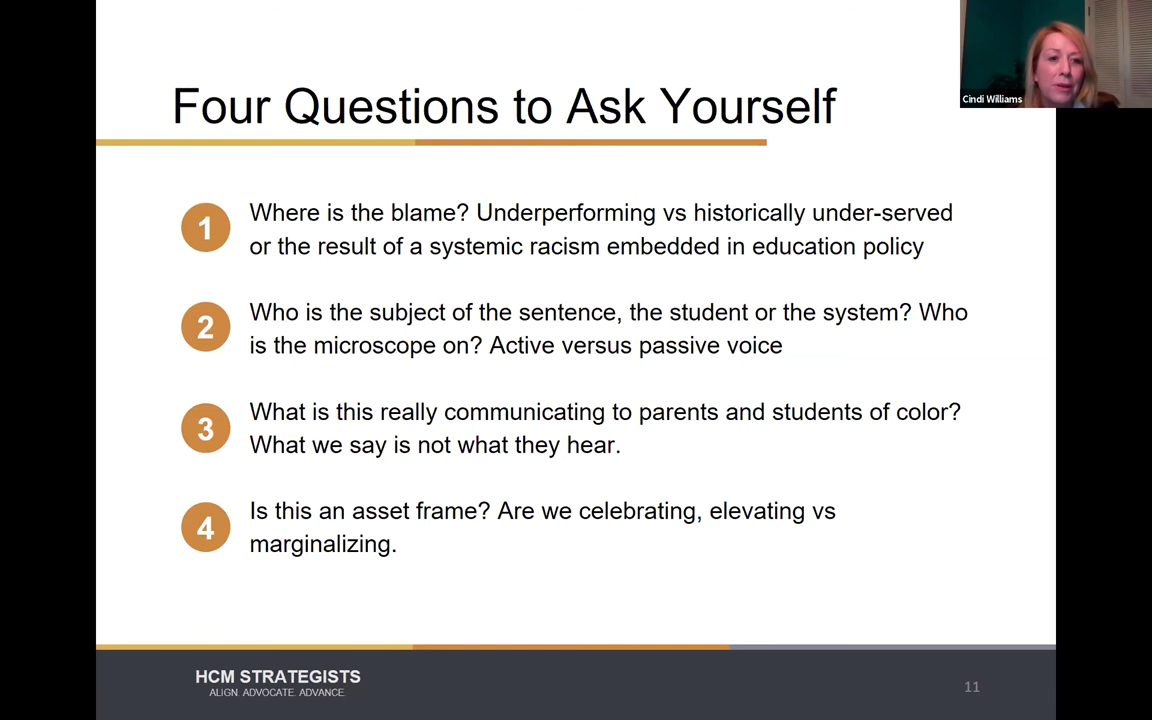 Four Questions to Ask Yourself
Cindi Williams
1
Where is the blame? Underperforming vs historically under-served
or the result of a systemic racism embedded in education policy
2
Who is the subject of the sentence, the student or the system? Who
is the microscope on? Active versus passive voice
3
What is this really communicating to parents and students of color?
What we say is not what they hear.
4
Is this an asset frame? Are we celebrating, elevating vs
marginalizing.
HCM STRATEGISTS
ALIGN. ADVOCATE. ADVANCE.
11